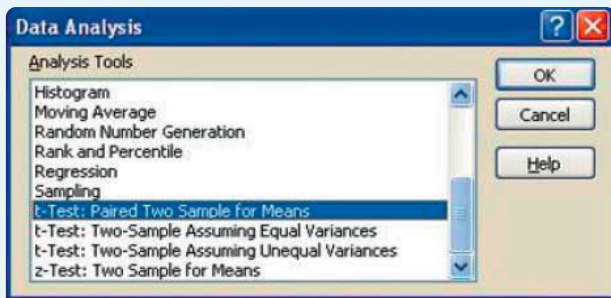 Data Analysis
Analysis Tools
Histogram
Moving Average
Random Number Generation
Rank and Percentile
Regression
Sampling
t-Test: Paired Two Sample for Means
t-Test: Two-Sample Assuming Equal Variances
t-Test: Two-Sample Assuming Unequal Variances
z-Test: Two Sample for Means
OK
Cancel
Help